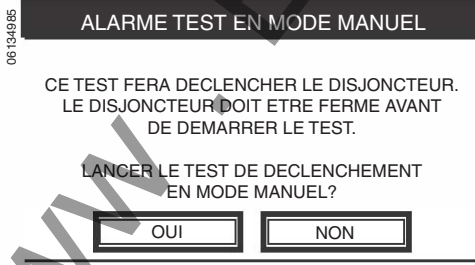 06134985
ALARME TEST EN MODE MANUEL
CE TEST FERA DECLENCHER LE DISJONCTEUR.
LE DISJONCTEUR DOIT ETRE FERME AVANT
DE DEMARRER LE TEST.
LANCER LE TEST DE DECLENCHEMENT
EN MODE MANUEL?
OUI NON